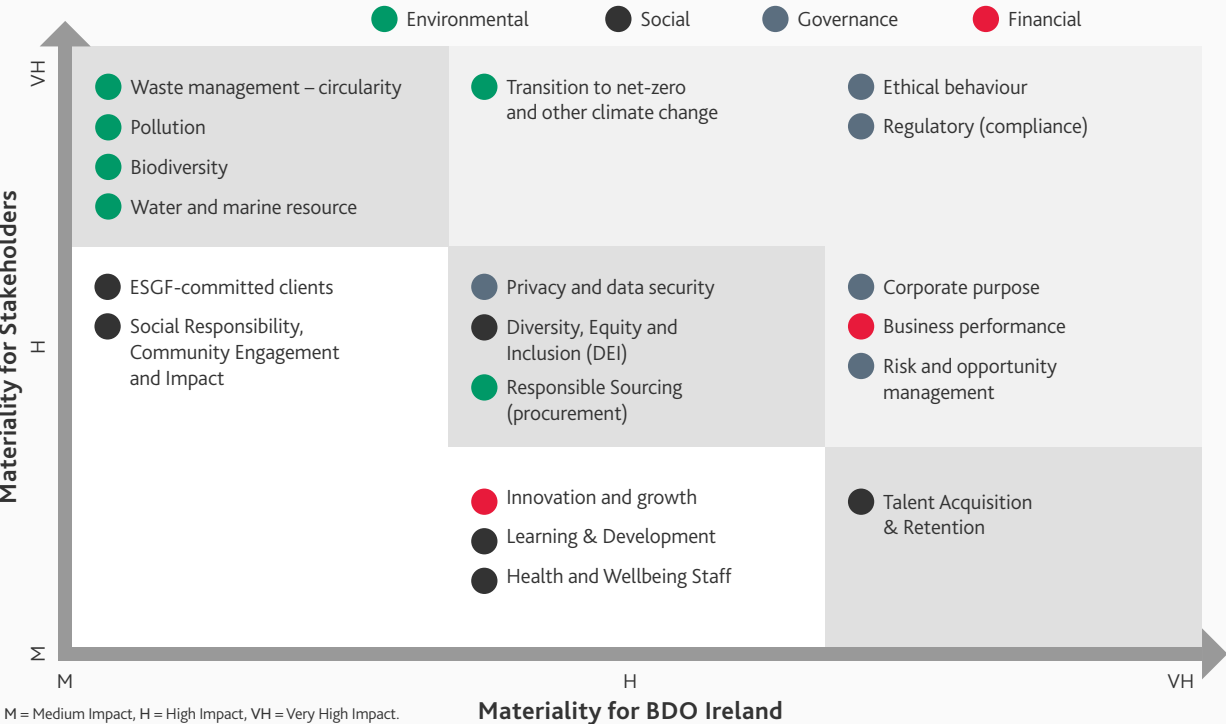 Environmental
Social
Governance
Financial
Materiality for Stakeholders
VH
H
M
Waste management – circularity
Pollution
Biodiversity
Water and marine resource
Transition to net-zero
and other climate change
Ethical behaviour
Regulatory (compliance)
ESGF-committed clients
Social Responsibility,
Community Engagement
and Impact
Privacy and data security
Diversity, Equity and
Inclusion (DEI)
Responsible Sourcing
(procurement)
Corporate purpose
Business performance
Risk and opportunity
management
Innovation and growth
Learning & Development
Health and Wellbeing Staff
Talent Acquisition
& Retention
M
H
VH
M = Medium Impact, H = High Impact, VH = Very High Impact.
Materiality for BDO Ireland